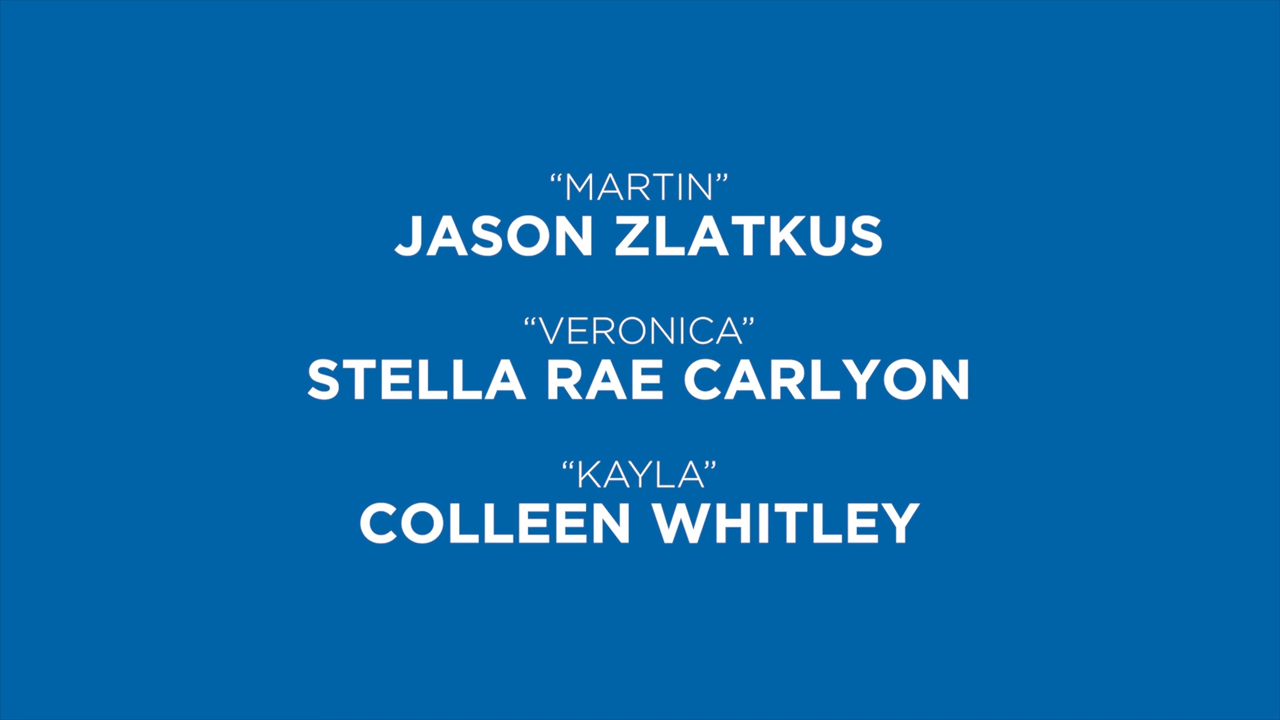 “MARTIN”
JASON ZLATKUS
“VERONICA”
STELLA RAE CARLYON
“KAYLA”
COLLEEN WHITLEY